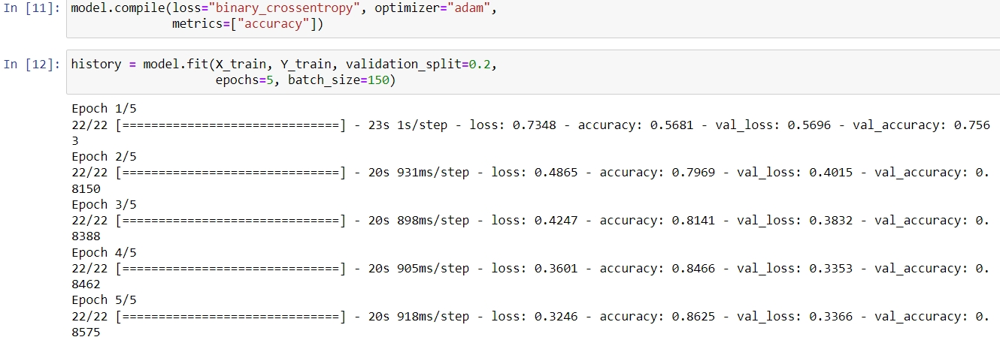 In [11]: model.compile(loss="binary_crossentropy", optimizer="adam",
metrics=["accuracy"])
In [12]: history = model.fit(X_train, Y_train, validation_split=0.2,
epochs=5, batch_size=150)
Epoch 1/5
22/22 [==============================] - 23s 1s/step - loss: 0.7348 - accuracy: 0.5681 - val_loss: 0.5696 - val_accuracy: 0.756
3
Epoch 2/5
22/22 [==============================] - 20s 931ms/step - loss: 0.4865 - accuracy: 0.7969 - val_loss: 0.4015 - val_accuracy: 0.
8150
Epoch 3/5
22/22 [==============================] - 20s 898ms/step - loss: 0.4247 - accuracy: 0.8141 - val_loss: 0.3832 - val_accuracy: 0.
8388
Epoch 4/5
22/22 [==============================] - 20s 905ms/step - loss: 0.3601 - accuracy: 0.8466 - val_loss: 0.3353 - val_accuracy: 0.
8462
Epoch 5/5
22/22 [==============================] - 20s 918ms/step - loss: 0.3246 - accuracy: 0.8625 - val_loss: 0.3366 - val_accuracy: 0.
8575